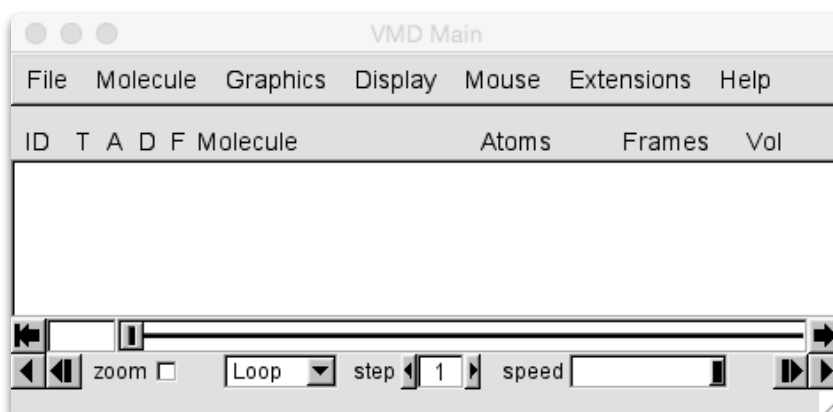 VMD Main
File Molecule Graphics Display Mouse Extensions Help
ID T A D F Molecule Atoms Frames Vol
zoom Loop step 1 speed